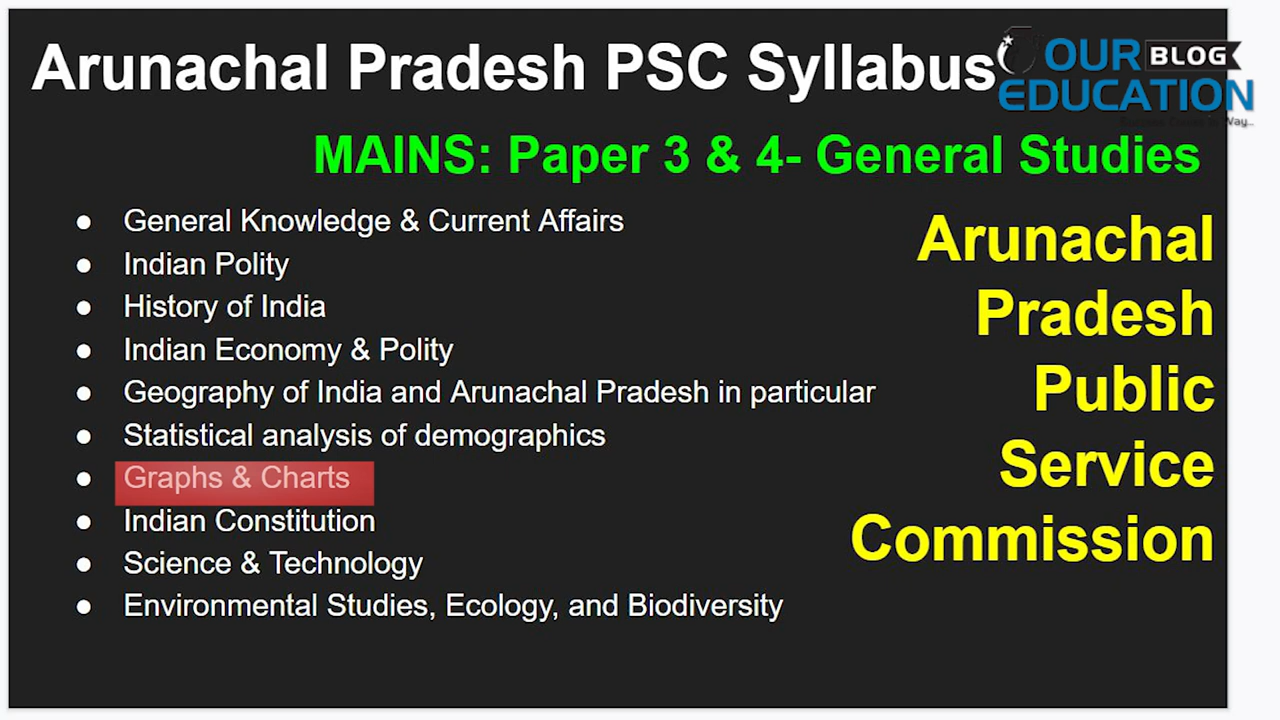 Arunachal Pradesh PSC Syllabus
OUR BLOG
EDUCATION
MAINS: Paper 3 & 4- General Studies
● General Knowledge & Current Affairs
● Indian Polity
● History of India
● Indian Economy & Polity
● Geography of India and Arunachal Pradesh in particular
● Statistical analysis of demographics
● Graphs & Charts
● Indian Constitution
● Science & Technology
● Environmental Studies, Ecology, and Biodiversity
Arunachal
Pradesh
Public
Service
Commission